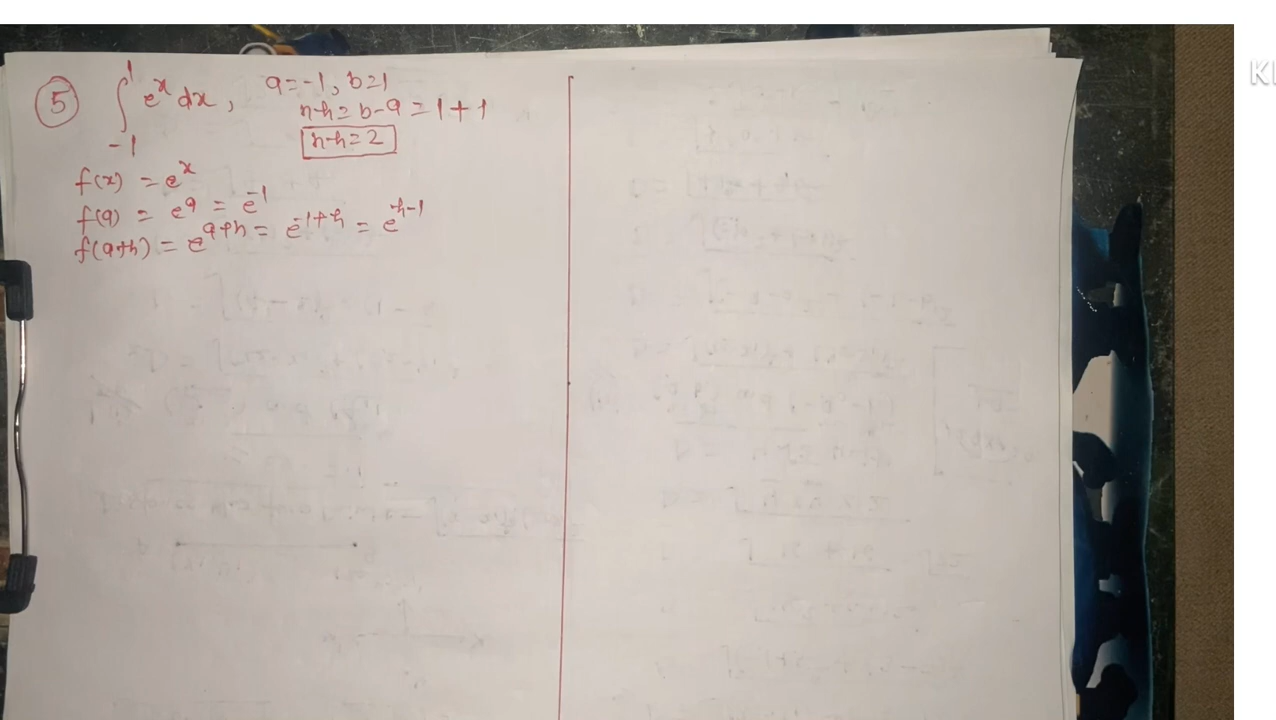 ⑤ ∫₋₁¹ eˣ dx, a=-1, b=1
nh = b-a = 1+1
nh=2
f(x) = eˣ
f(a) = eᵃ = e⁻¹
f(a+h) = eᵃ⁺ʰ = e⁻¹⁺ʰ = eʰ⁻¹